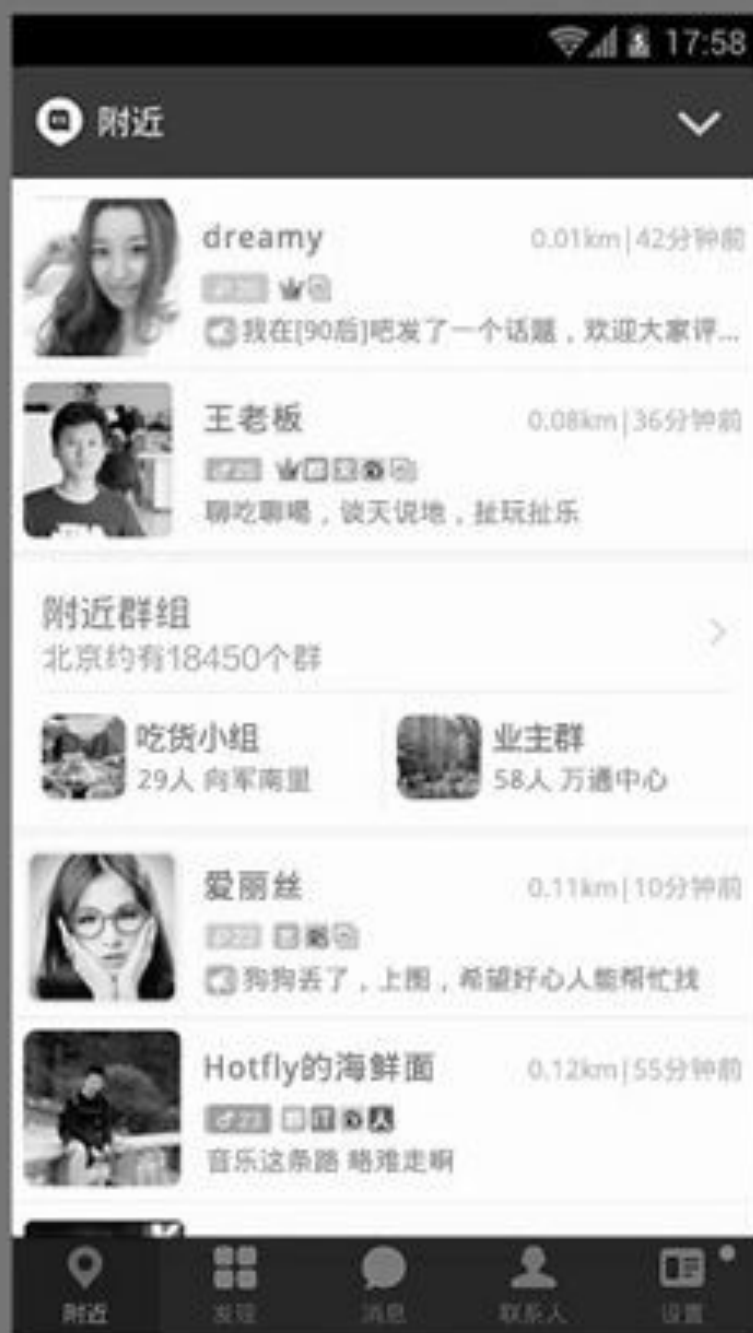 17:58
附近
dreamy
0.01km|42分钟前
我在[90后]吧发了一个话题，欢迎大家评...
王老板
0.08km|36分钟前
聊吃聊喝，谈天说地，扯玩扯乐
附近群组
北京约有18450个群
吃货小组
29人 向军南里
业主群
58人 万通中心
爱丽丝
0.11km|10分钟前
22
狗狗丢了，上图，希望好心人能帮忙找
Hotfly的海鲜面
0.12km|55分钟前
23
IT
音乐这条路 略难走啊
附近
发现
消息
联系人
设置